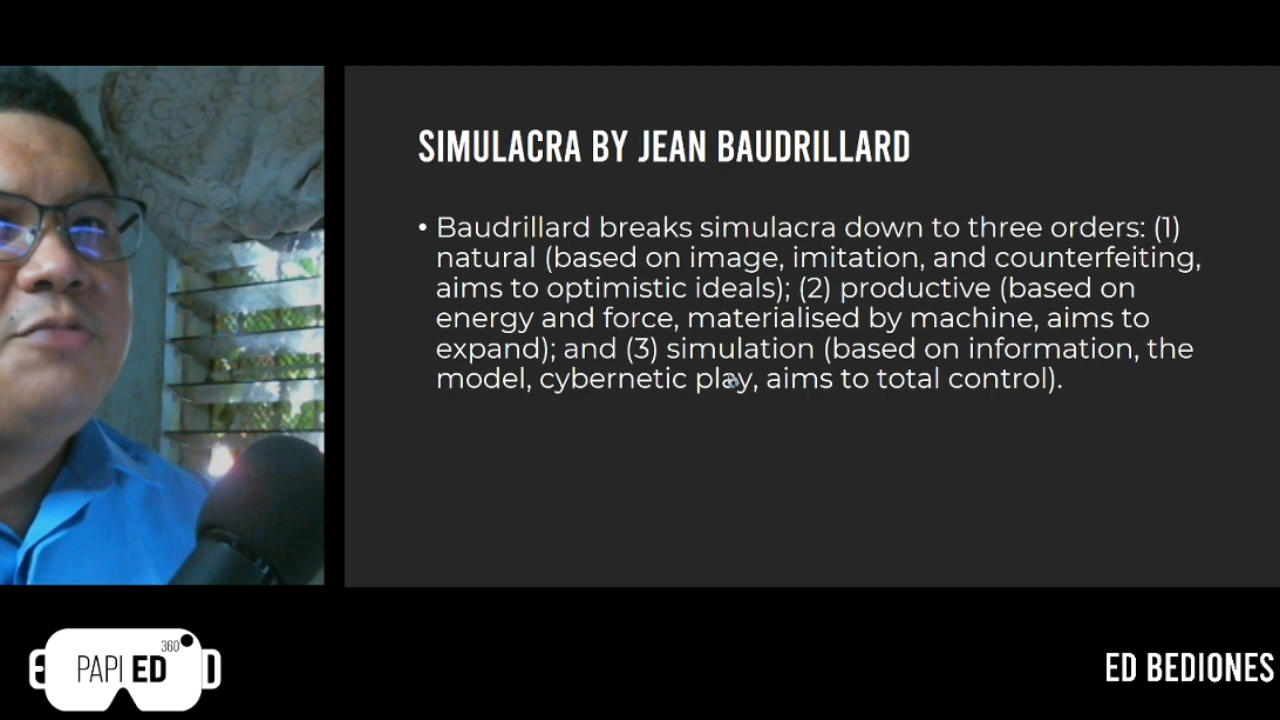 SIMULACRA BY JEAN BAUDRILLARD
• Baudrillard breaks simulacra down to three orders: (1)
natural (based on image, imitation, and counterfeiting,
aims to optimistic ideals); (2) productive (based on
energy and force, materialised by machine, aims to
expand); and (3) simulation (based on information, the
model, cybernetic play, aims to total control).
360
PAPI ED
ED BEDIONES